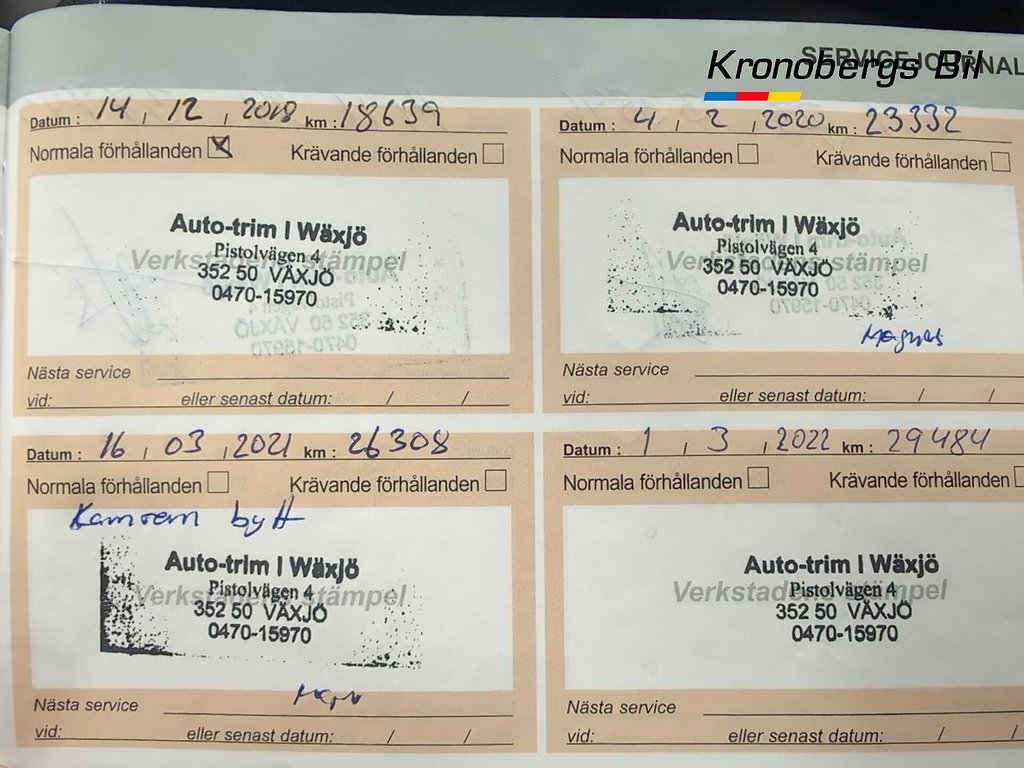 SERVICEJOURNAL
Kronobergs Bil
Datum : 14 / 12 / 2018 km : 18639
Normala förhållanden Krävande förhållanden
Verkstadens stämpel
Auto-trim I Wäxjö
Pistolvägen 4
352 50 VÄXJÖ
0470-15970
Nästa service
vid: eller senast datum: / /
Datum : 4 / 2 / 2020 km : 23332
Normala förhållanden Krävande förhållanden
Verkstadens stämpel
Auto-trim I Wäxjö
Pistolvägen 4
352 50 VÄXJÖ
0470-15970
Magnus
Nästa service
vid: eller senast datum: / /
Datum : 16 / 03 / 2021 km : 26308
Normala förhållanden Krävande förhållanden
Kamrem bytt
Verkstadens stämpel
Auto-trim I Wäxjö
Pistolvägen 4
352 50 VÄXJÖ
0470-15970
Nästa service
vid: eller senast datum: / /
Datum : 1 / 3 / 2022 km : 29484
Normala förhållanden Krävande förhållanden
Verkstadens stämpel
Auto-trim I Wäxjö
Pistolvägen 4
352 50 VÄXJÖ
0470-15970
Nästa service
vid: eller senast datum: / /